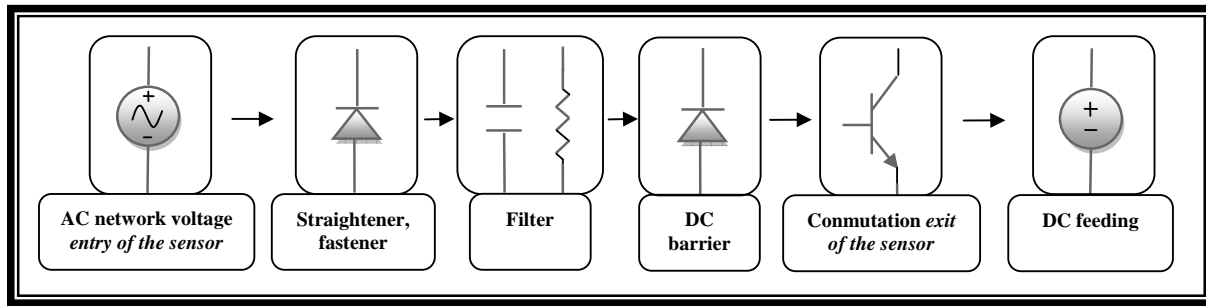 AC network voltage
entry of the sensor
Straightener,
fastener
Filter
DC
barrier
Conmutation exit
of the sensor
DC feeding